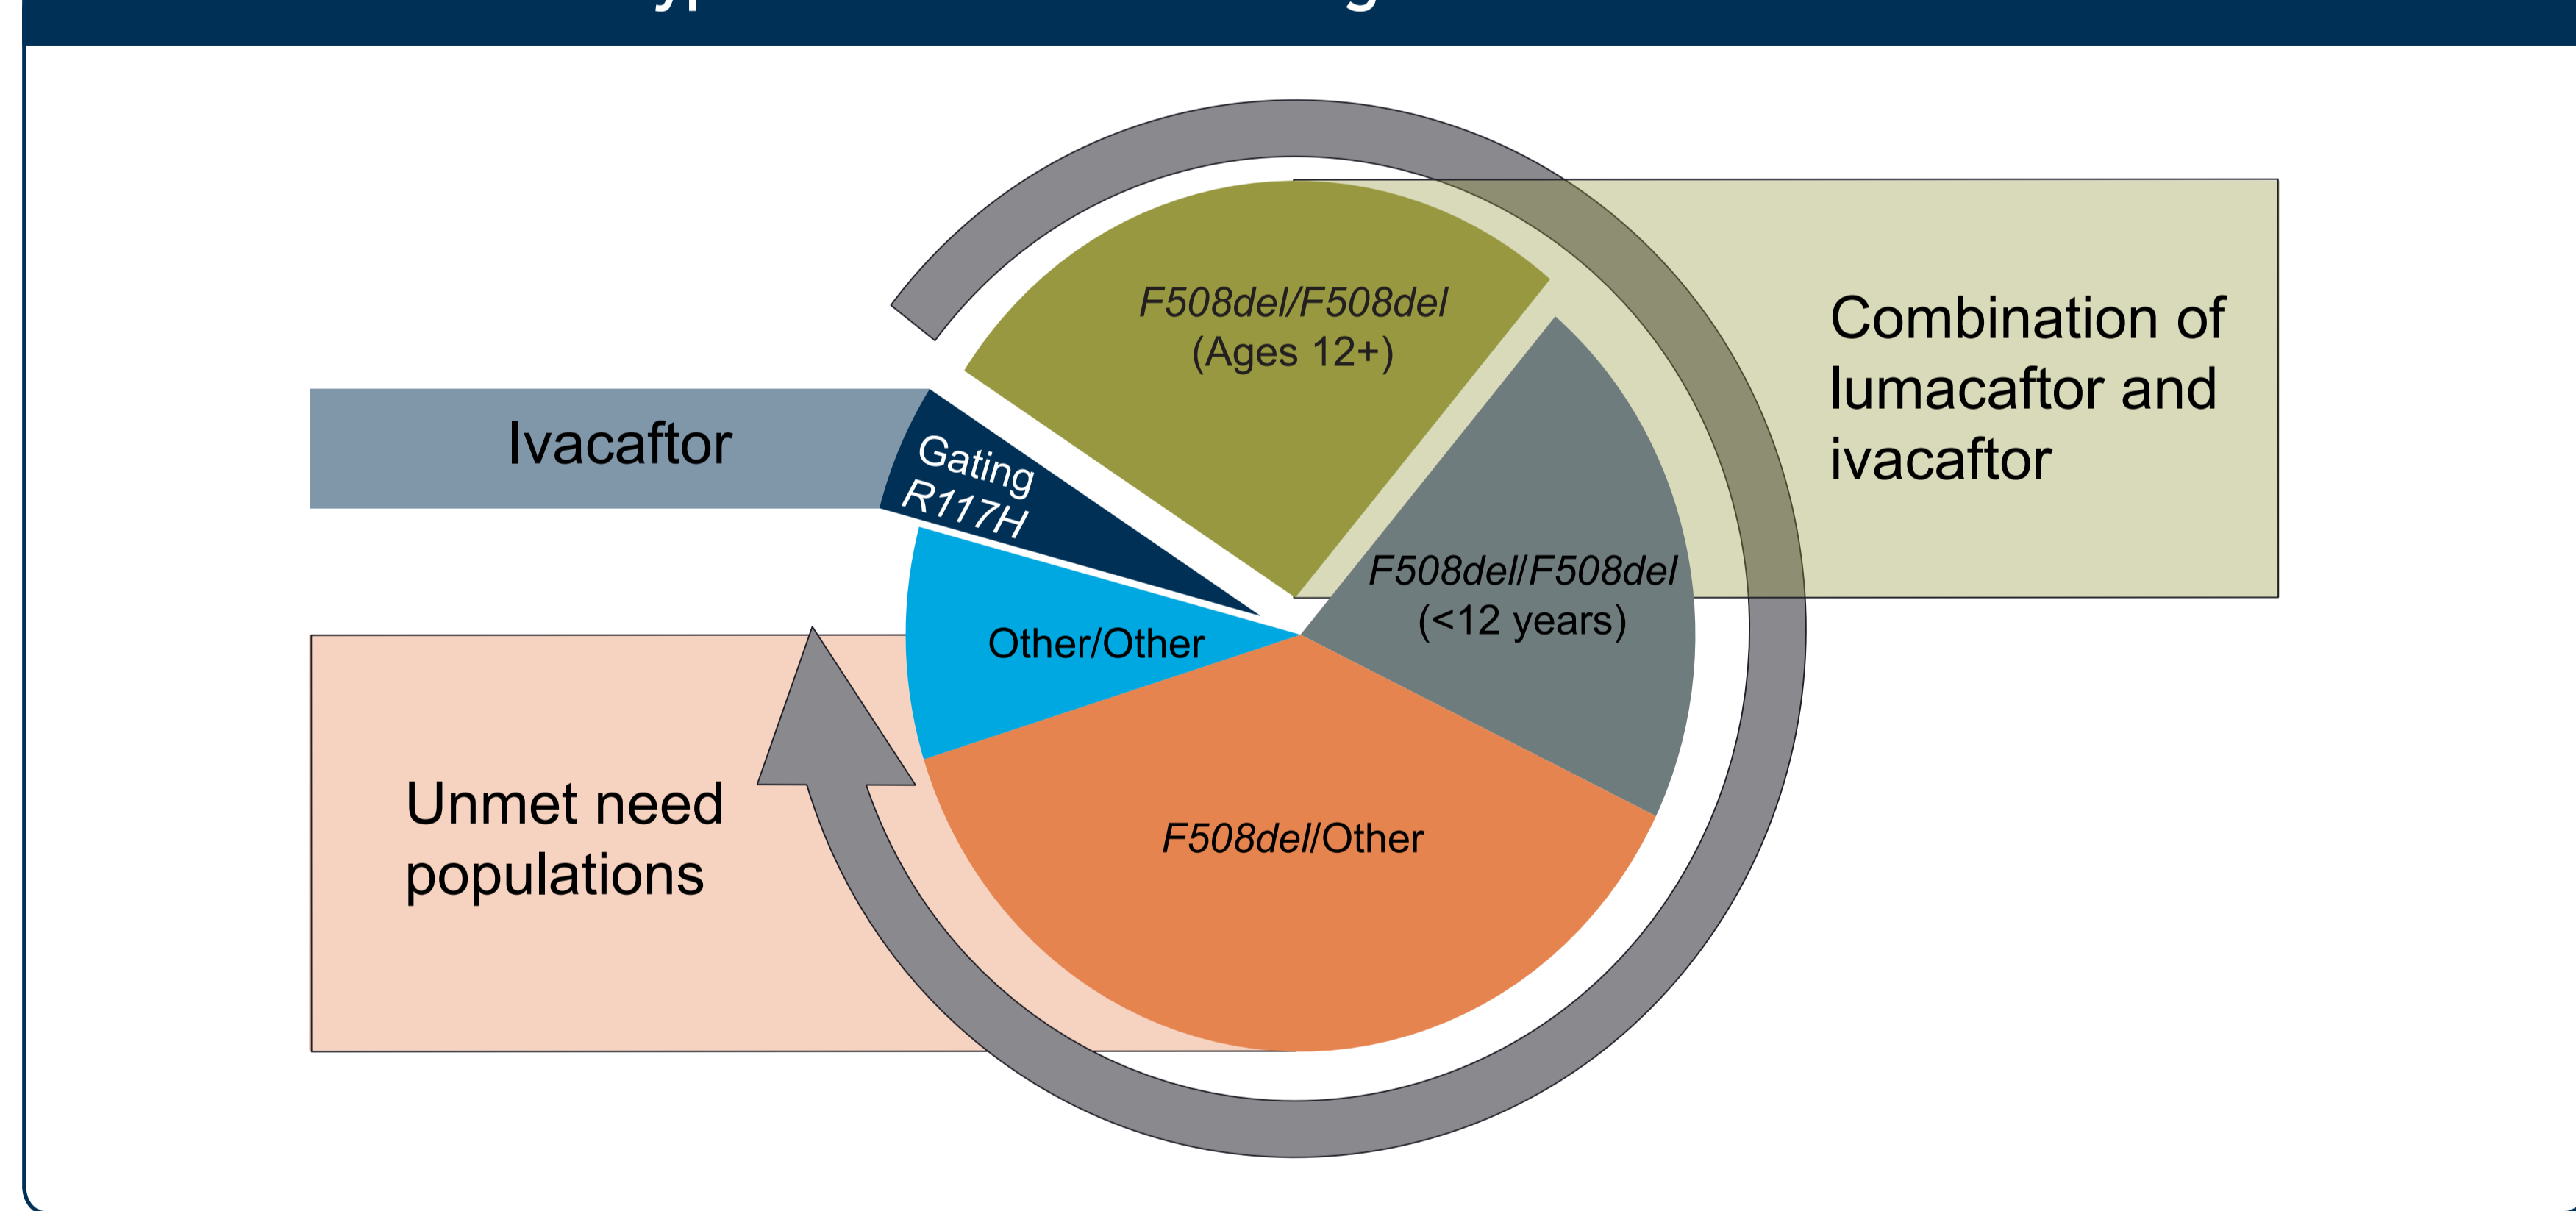 F508del/F508del
(Ages 12+)
Combination of
lumacaftor and
ivacaftor
Ivacaftor
Gating
R117H
F508del/F508del
(<12 years)
Other/Other
Unmet need
populations
F508del/Other